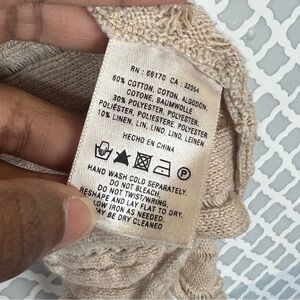 RN : 66170 CA : 32054
60% COTTON, COTON, ALGODÓN,
COTONE, BAUMWOLLE
30% POLYESTER, POLYESTER,
POLIÉSTER, POLIESTERE, POLYESTER
10% LINEN, LIN, LINO, LINO, LEINEN
HECHO EN CHINA
HAND WASH COLD SEPARATELY.
DO NOT BLEACH.
DO NOT TWIST/WRING.
RESHAPE AND LAY FLAT TO DRY.
LOW IRON AS NEEDED.
MAY BE DRY CLEANED